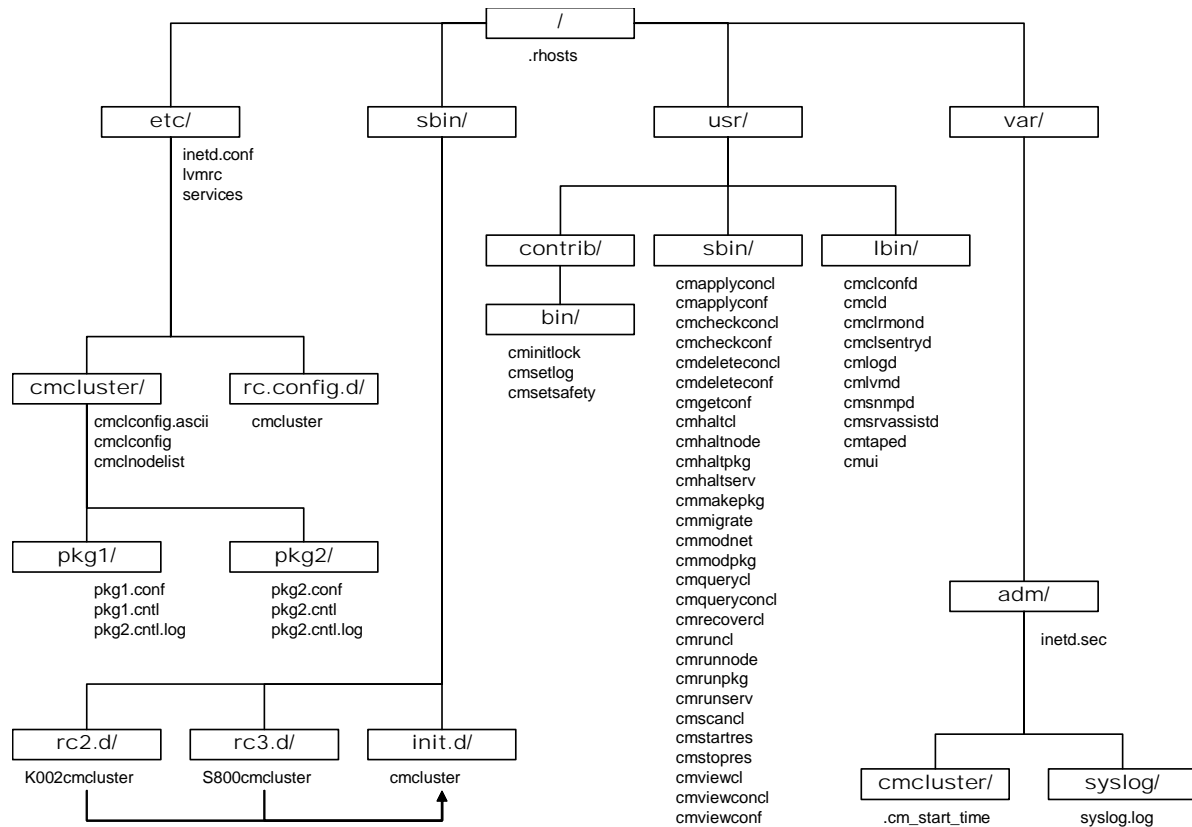 /
.rhosts
etc/
inetd.conf
lvmrc
services
sbin/
usr/
var/
contrib/
bin/
cminitlock
cmsetlog
cmsetsafety
sbin/
cmapplyconcl
cmapplyconf
cmcheckconcl
cmcheckconf
cmdeleteconcl
cmdeleteconf
cmgetconf
cmhaltcl
cmhaltnode
cmhaltpkg
cmhaltserv
cmmakepkg
cmmigrate
cmmodnet
cmmodpkg
cmquerycl
cmqueryconcl
cmrecovercl
cmruncl
cmrunnode
cmrunpkg
cmrunserv
cmscancl
cmstartres
cmstopres
cmviewcl
cmviewconcl
cmviewconf
lbin/
cmclconfd
cmcld
cmclrmond
cmclsentryd
cmlogd
cmlvmd
cmsnmpd
cmsrvassistd
cmtaped
cmui
cmcluster/
cmclconfig.ascii
cmclconfig
cmclnodelist
rc.config.d/
cmcluster
pkg1/
pkg1.conf
pkg1.cntl
pkg2.cntl.log
pkg2/
pkg2.conf
pkg2.cntl
pkg2.cntl.log
adm/
inetd.sec
rc2.d/
K002cmcluster
rc3.d/
S800cmcluster
init.d/
cmcluster
cmcluster/
.cm_start_time
syslog/
syslog.log